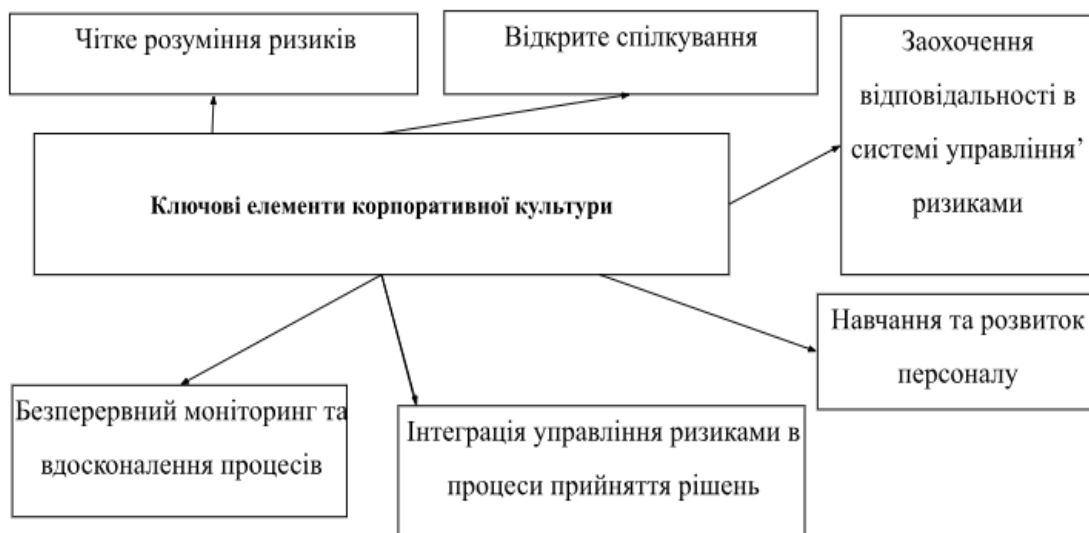 Чітке розуміння ризиків
Відкрите спілкування
Заохочення
відповідальності в
системі управління’
ризиками
Ключові елементи корпоративної культури
Навчання та розвиток
персоналу
Безперервний моніторинг та
вдосконалення процесів
Інтеграція управління ризиками в
процеси прийняття рішень